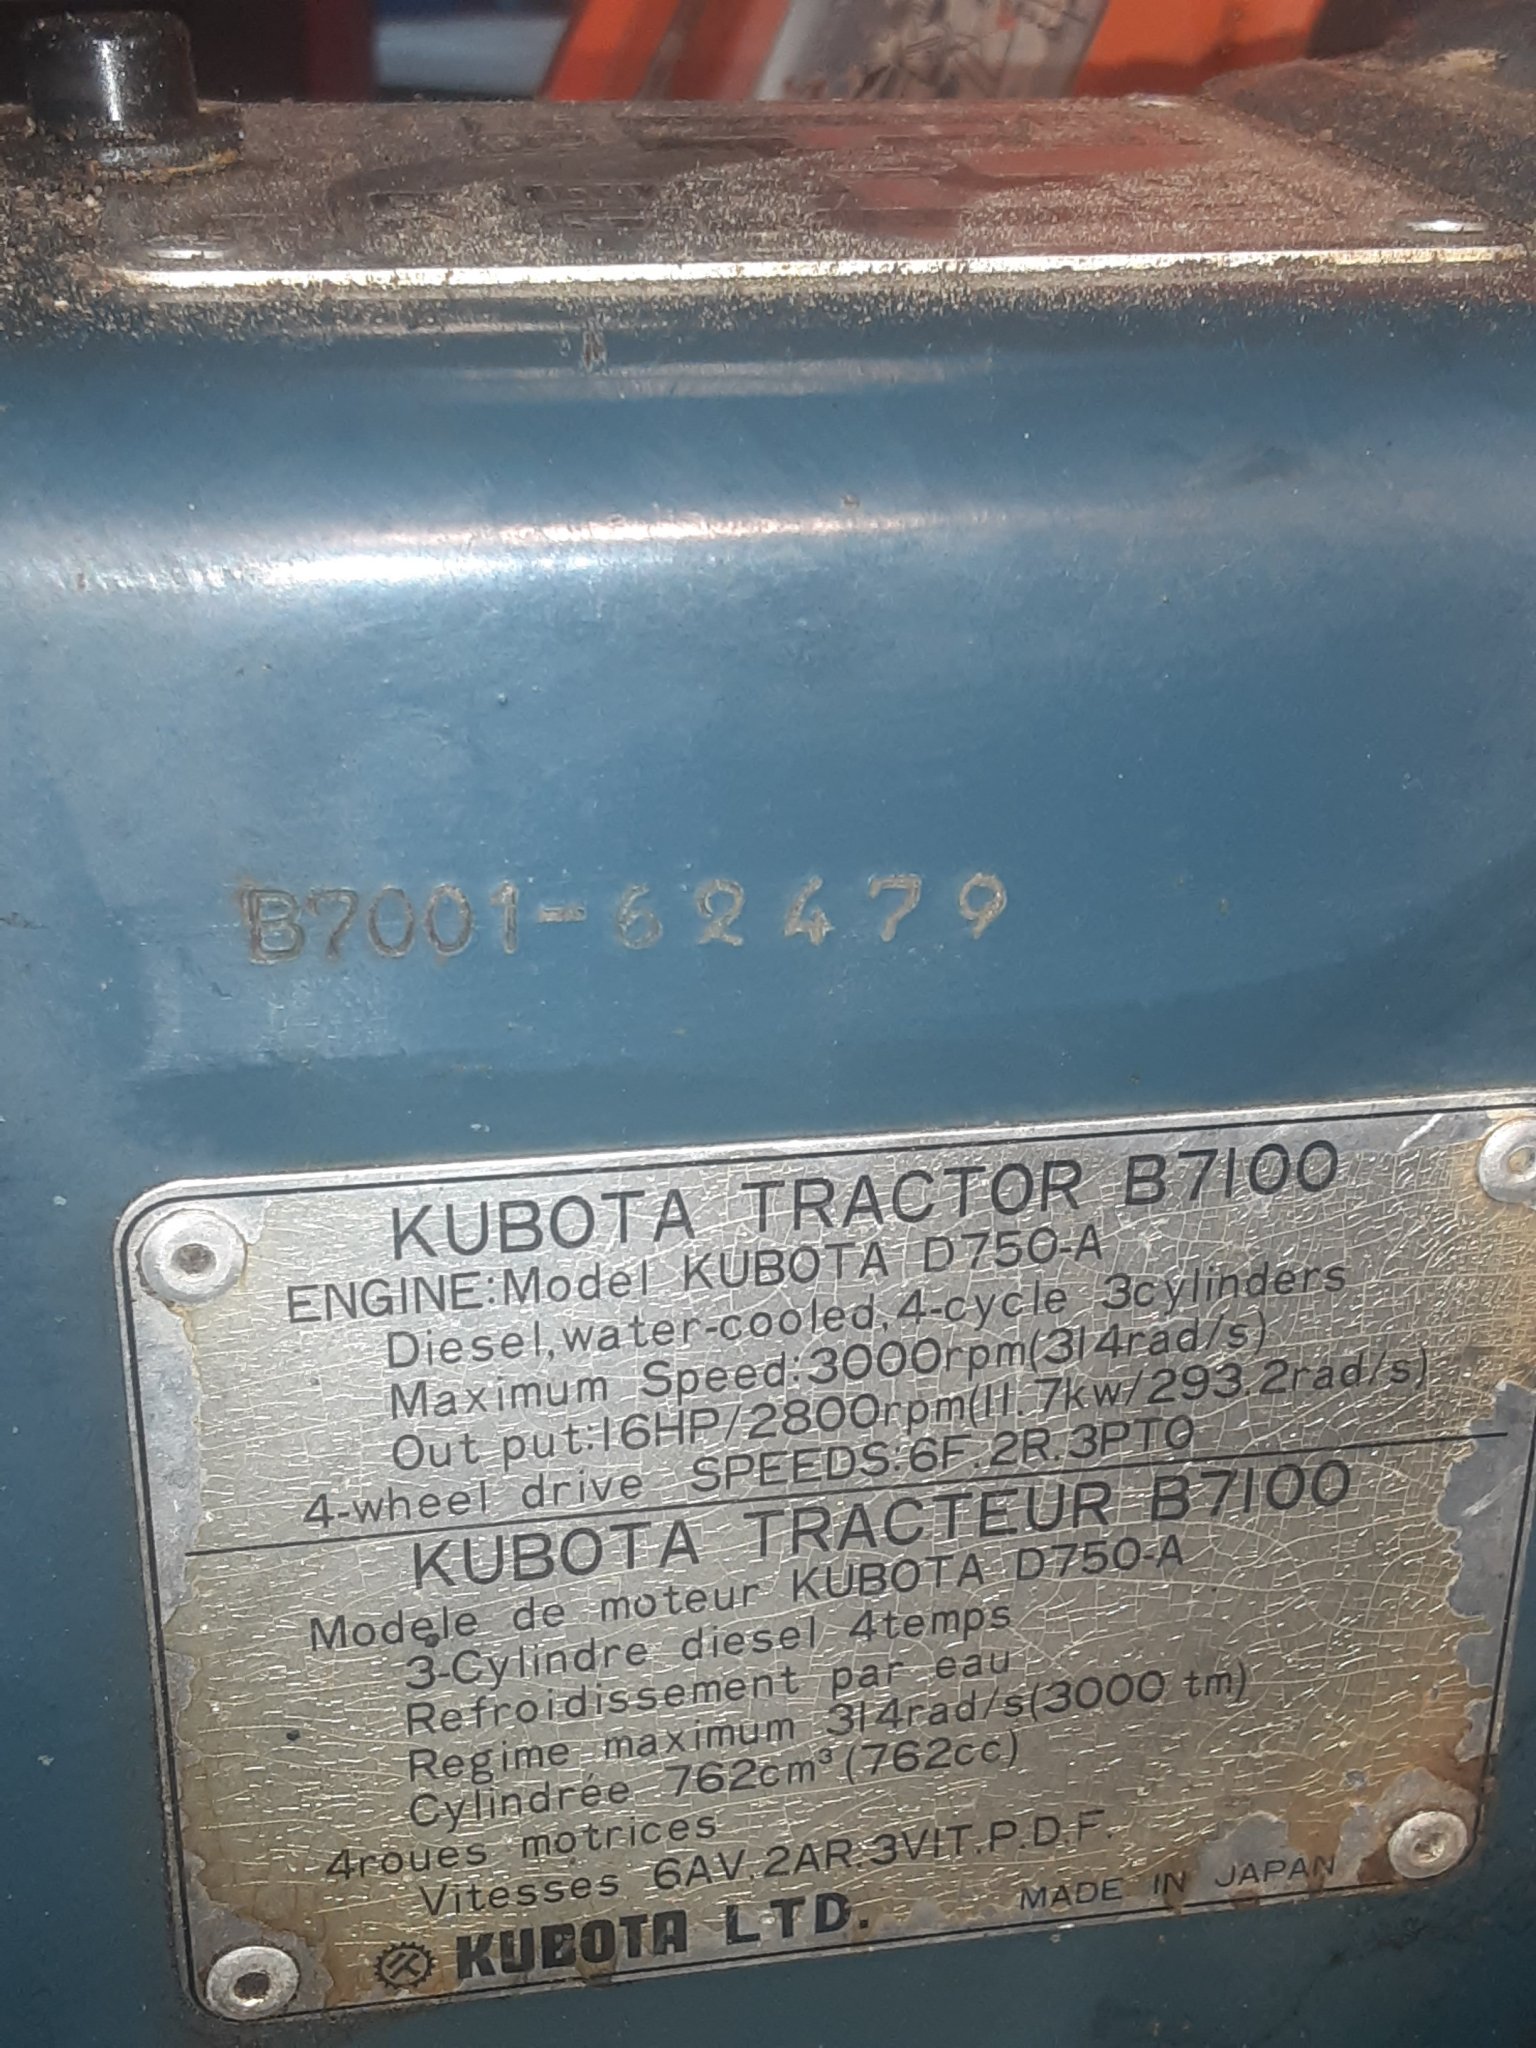 B7001-62479
KUBOTA TRACTOR B7100
ENGINE:Model KUBOTA D750-A
Diesel,water-cooled,4-cycle 3cylinders
Maximum Speed:3000rpm(314rad/s)
Out put:16HP/2800rpm(11.7kw/293.2rad/s)
4-wheel drive SPEEDS:6F.2R.3PTO
KUBOTA TRACTEUR B7100
Modele de moteur KUBOTA D750-A
3-Cylindre diesel 4temps
Refroidissement par eau
Regime maximum 314rad/s(3000 tm)
Cylindrée 762cm³(762cc)
4roues motrices
Vitesses 6AV.2AR.3VIT.P.D.F.
KUBOTA LTD. MADE IN JAPAN